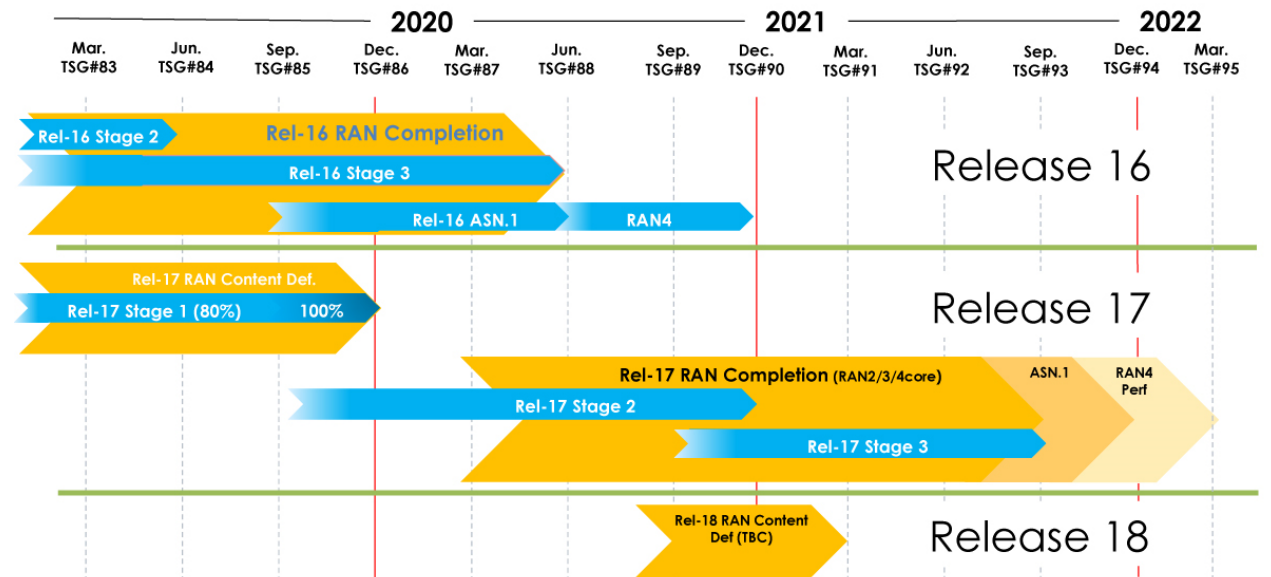 2020 2021 2022
Mar. Jun. Sep. Dec. Mar. Jun. Sep. Dec. Mar. Jun. Sep. Dec. Mar.
TSG#83 TSG#84 TSG#85 TSG#86 TSG#87 TSG#88 TSG#89 TSG#90 TSG#91 TSG#92 TSG#93 TSG#94 TSG#95
Rel-16 Stage 2
Rel-16 RAN Completion
Rel-16 Stage 3
Release 16
Rel-16 ASN.1
RAN4
Rel-17 RAN Content Def.
Rel-17 Stage 1 (80%) 100%
Release 17
Rel-17 RAN Completion (RAN2/3/4core)
ASN.1
RAN4
Perf
Rel-17 Stage 2
Rel-17 Stage 3
Rel-18 RAN Content
Def (TBC)
Release 18